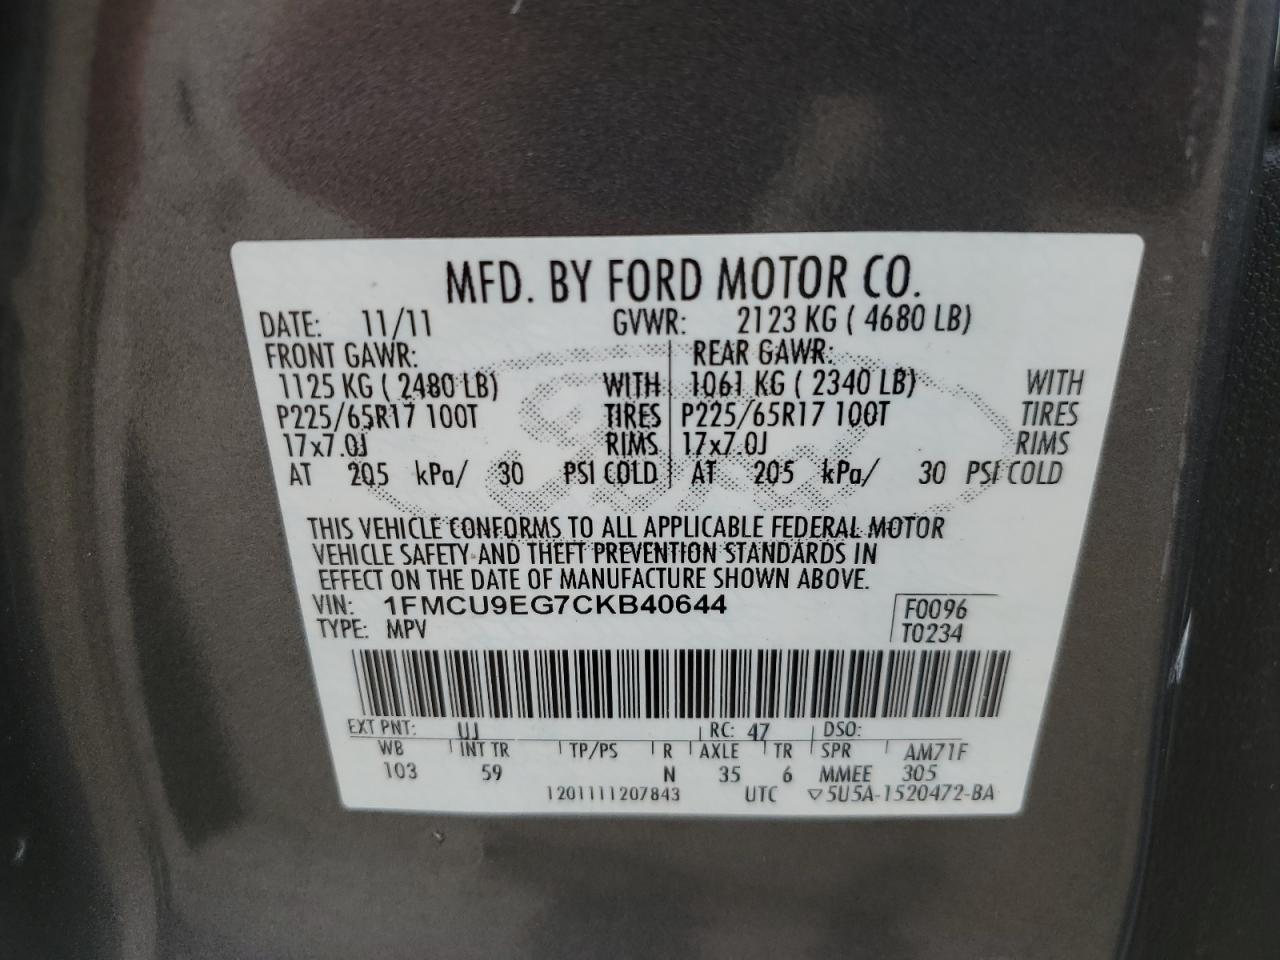 MFD. BY FORD MOTOR CO.
DATE: 11/11 GVWR: 2123 KG ( 4680 LB)
FRONT GAWR: REAR GAWR:
1125 KG ( 2480 LB) WITH 1061 KG ( 2340 LB) WITH
P225/65R17 100T TIRES P225/65R17 100T TIRES
17x7.0J RIMS 17x7.0J RIMS
AT 205 kPa/ 30 PSI COLD AT 205 kPa/ 30 PSI COLD
THIS VEHICLE CONFORMS TO ALL APPLICABLE FEDERAL MOTOR
VEHICLE SAFETY AND THEFT PREVENTION STANDARDS IN
EFFECT ON THE DATE OF MANUFACTURE SHOWN ABOVE.
VIN: 1FMCU9EG7CKB40644 F0096
TYPE: MPV T0234
EXT PNT: UJ RC: 47 DSO:
WB INT TR TP/PS R AXLE TR SPR AM71F
103 59 N 35 6 MMEE 305
1201111207843 UTC ▽5U5A-1520472-BA